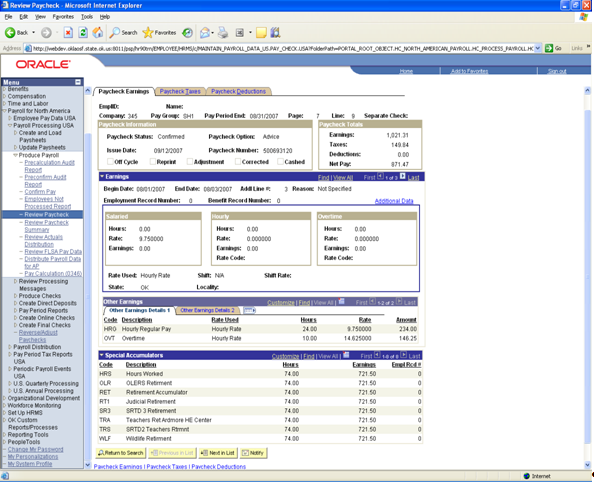 Review Paycheck - Microsoft Internet Explorer
File Edit View Favorites Tools Help
Back Search Favorites
Address http://webdev.oklaosf.state.ok.us:8011/psp/hr90tm/EMPLOYEE/HRMS/c/MAINTAIN_PAYROLL_DATA_US.PAY_CHECK.USA?FolderPath=PORTAL_ROOT_OBJECT.HC_NORTH_AMERICAN_PAYROLL.HC_PROCESS_PAYROLL.HC Go Links
ORACLE
Home Add to Favorites Sign out
Menu
Benefits
Compensation
Time and Labor
Payroll for North America
Employee Pay Data USA
Payroll Processing USA
Create and Load
Paysheets
Update Paysheets
Produce Payroll
Precalculation Audit
Report
Preconfirm Audit
Report
Confirm Pay
Employees Not
Processed Report
Review Paycheck
Review Paycheck
Summary
Review Actuals
Distribution
Review FLSA Pay Data
Distribute Payroll Data
for AP
Pay Calculation (0346)
Review Processing
Messages
Produce Checks
Create Direct Deposits
Pay Period Reports
Create Online Checks
Create Final Checks
Reverse/Adjust
Paychecks
Payroll Distribution
Pay Period Tax Reports
USA
Periodic Payroll Events
USA
U.S. Quarterly Processing
U.S. Annual Processing
Organizational Development
Workforce Monitoring
Set Up HRMS
OK Custom
Reports/Processes
Reporting Tools
PeopleTools
Change My Password
My Personalizations
My System Profile
Paycheck Earnings Paycheck Taxes Paycheck Deductions
EmplID: Name:
Company: 345 Pay Group: SH1 Pay Period End: 08/31/2007 Page: 7 Line: 9 Separate Check:
Paycheck Information
Paycheck Status: Confirmed Paycheck Option: Advice
Issue Date: 09/12/2007 Paycheck Number: 500693120
Off Cycle Reprint Adjustment Corrected Cashed
Paycheck Totals
Earnings: 1,021.31
Taxes: 149.84
Deductions: 0.00
Net Pay: 871.47
Earnings Find | View All First 2 of 2 Last
Begin Date: 08/01/2007 End Date: 08/03/2007 Addl Line #: 3 Reason: Not Specified
Employment Record Number: 0 Benefit Record Number: 0 Additional Data
Salaried
Hours: 0.00
Rate: 9.750000
Earnings: 0.00
Hourly
Hours: 0.00
Rate: 0.000000
Earnings: 0.00
Rate Code:
Overtime
Hours: 0.00
Rate: 0.000000
Earnings: 0.00
Rate Code:
Rate Used: Hourly Rate Shift: N/A Shift Rate:
State: OK Locality:
Other Earnings Customize | Find | View All | First 1-2 of 2 Last
Other Earnings Details 1 Other Earnings Details 2
Code Description Rate Used Hours Rate Amount
HRG Hourly Regular Pay Hourly Rate 24.00 9.750000 234.00
OVT Overtime Hourly Rate 10.00 14.625000 146.25
Special Accumulators Customize | Find | View All | First 1-8 of 8 Last
Code Description Hours Earnings Empl Rcd #
HRS Hours Worked 74.00 721.50 0
OLR OLERS Retirment 74.00 721.50 0
RET Retirement Accumulator 74.00 721.50 0
RT1 Judicial Retirement 74.00 721.50 0
SR3 SRTD 3 Retirement 74.00 721.50 0
TRA Teachers Ret Ardmore HE Center 74.00 721.50 0
TRS SRTD2 Teachers Rtrmnt 74.00 721.50 0
WLF Wildlife Retirment 74.00 721.50 0
Return to Search Previous in List Next in List Notify
Paycheck Earnings | Paycheck Taxes | Paycheck Deductions
Internet